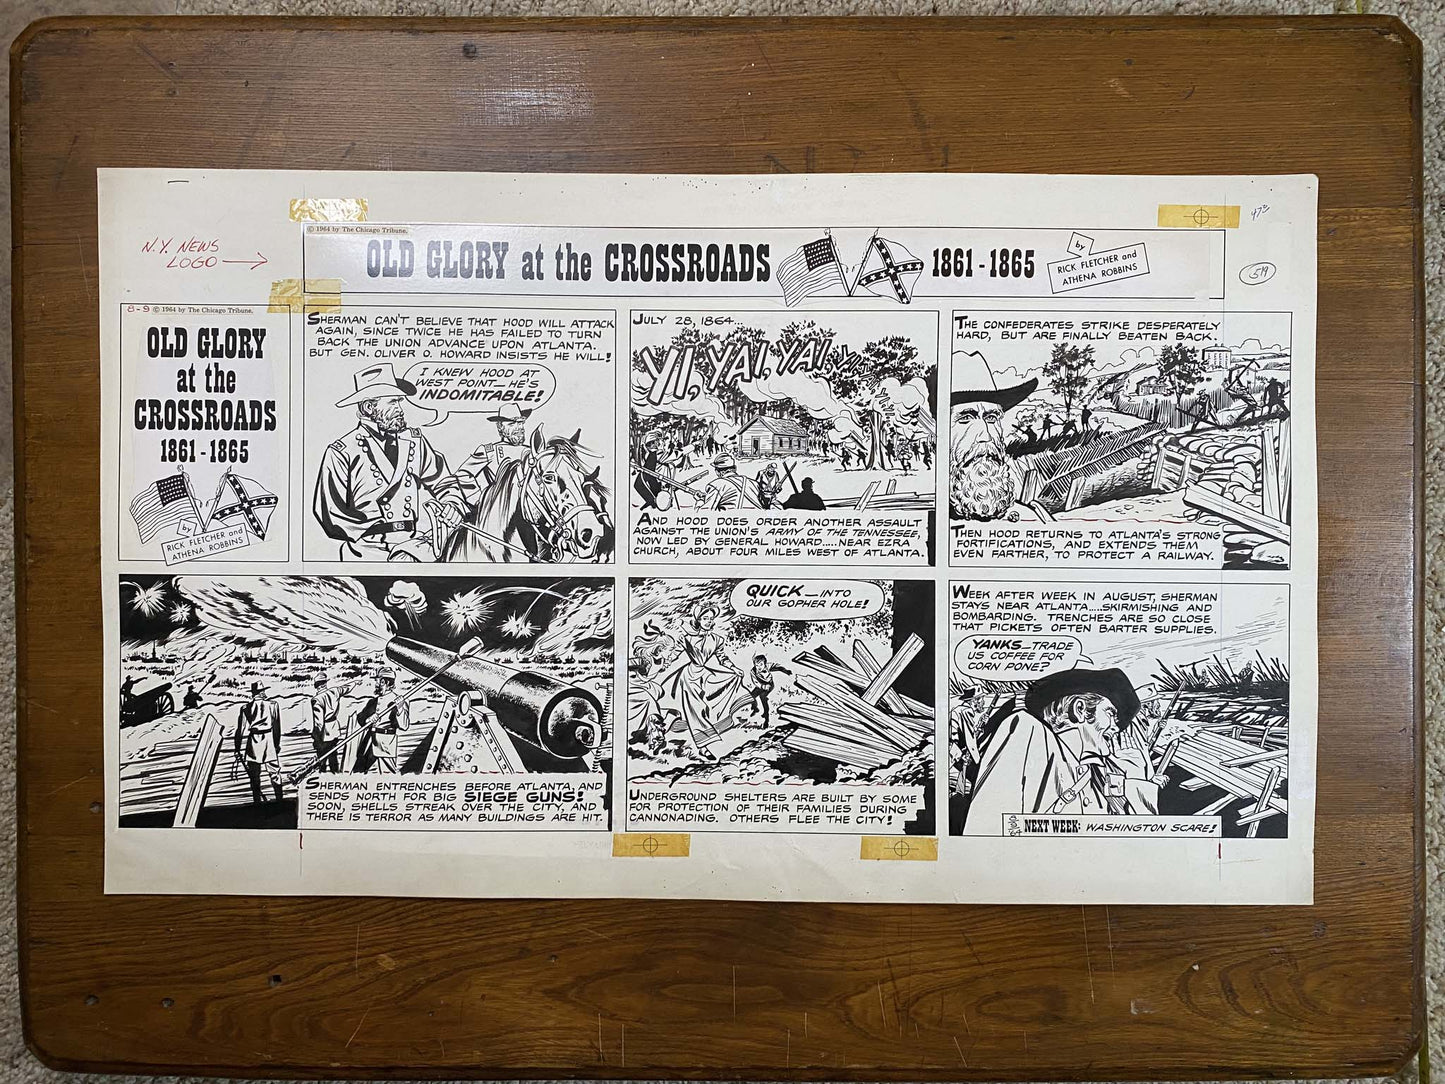 N.Y. NEWS
LOGO
473
519
© 1964 by The Chicago Tribune.
OLD GLORY at the CROSSROADS
1861 - 1865
by
RICK FLETCHER and
ATHENA ROBBINS
8-9 © 1964 by The Chicago Tribune.
OLD GLORY
at the
CROSSROADS
1861 - 1865
by
RICK FLETCHER and
ATHENA ROBBINS
SHERMAN CAN'T BELIEVE THAT HOOD WILL ATTACK
AGAIN, SINCE TWICE HE HAS FAILED TO TURN
BACK THE UNION ADVANCE UPON ATLANTA.
BUT GEN. OLIVER O. HOWARD INSISTS HE WILL!
I KNEW HOOD AT
WEST POINT—HE'S
INDOMITABLE!
JULY 28, 1864...
YI, YAI, YAI, YI
YI, YI
AND HOOD DOES ORDER ANOTHER ASSAULT
AGAINST THE UNION'S ARMY OF THE TENNESSEE,
NOW LED BY GENERAL HOWARD....NEAR EZRA
CHURCH, ABOUT FOUR MILES WEST OF ATLANTA.
THE CONFEDERATES STRIKE DESPERATELY
HARD, BUT ARE FINALLY BEATEN BACK.
THEN HOOD RETURNS TO ATLANTA'S STRONG
FORTIFICATIONS, AND EXTENDS THEM
EVEN FARTHER, TO PROTECT A RAILWAY.
SHERMAN ENTRENCHES BEFORE ATLANTA, AND
SENDS NORTH FOR BIG SIEGE GUNS!
SOON, SHELLS STREAK OVER THE CITY, AND
THERE IS TERROR AS MANY BUILDINGS ARE HIT.
QUICK—INTO
OUR GOPHER HOLE!
UNDERGROUND SHELTERS ARE BUILT BY SOME
FOR PROTECTION OF THEIR FAMILIES DURING
CANNONADING. OTHERS FLEE THE CITY!
WEEK AFTER WEEK IN AUGUST, SHERMAN
STAYS NEAR ATLANTA....SKIRMISHING AND
BOMBARDING. TRENCHES ARE SO CLOSE
THAT PICKETS OFTEN BARTER SUPPLIES.
YANKS—TRADE
US COFFEE FOR
CORN PONE?
NEXT WEEK: WASHINGTON SCARE!